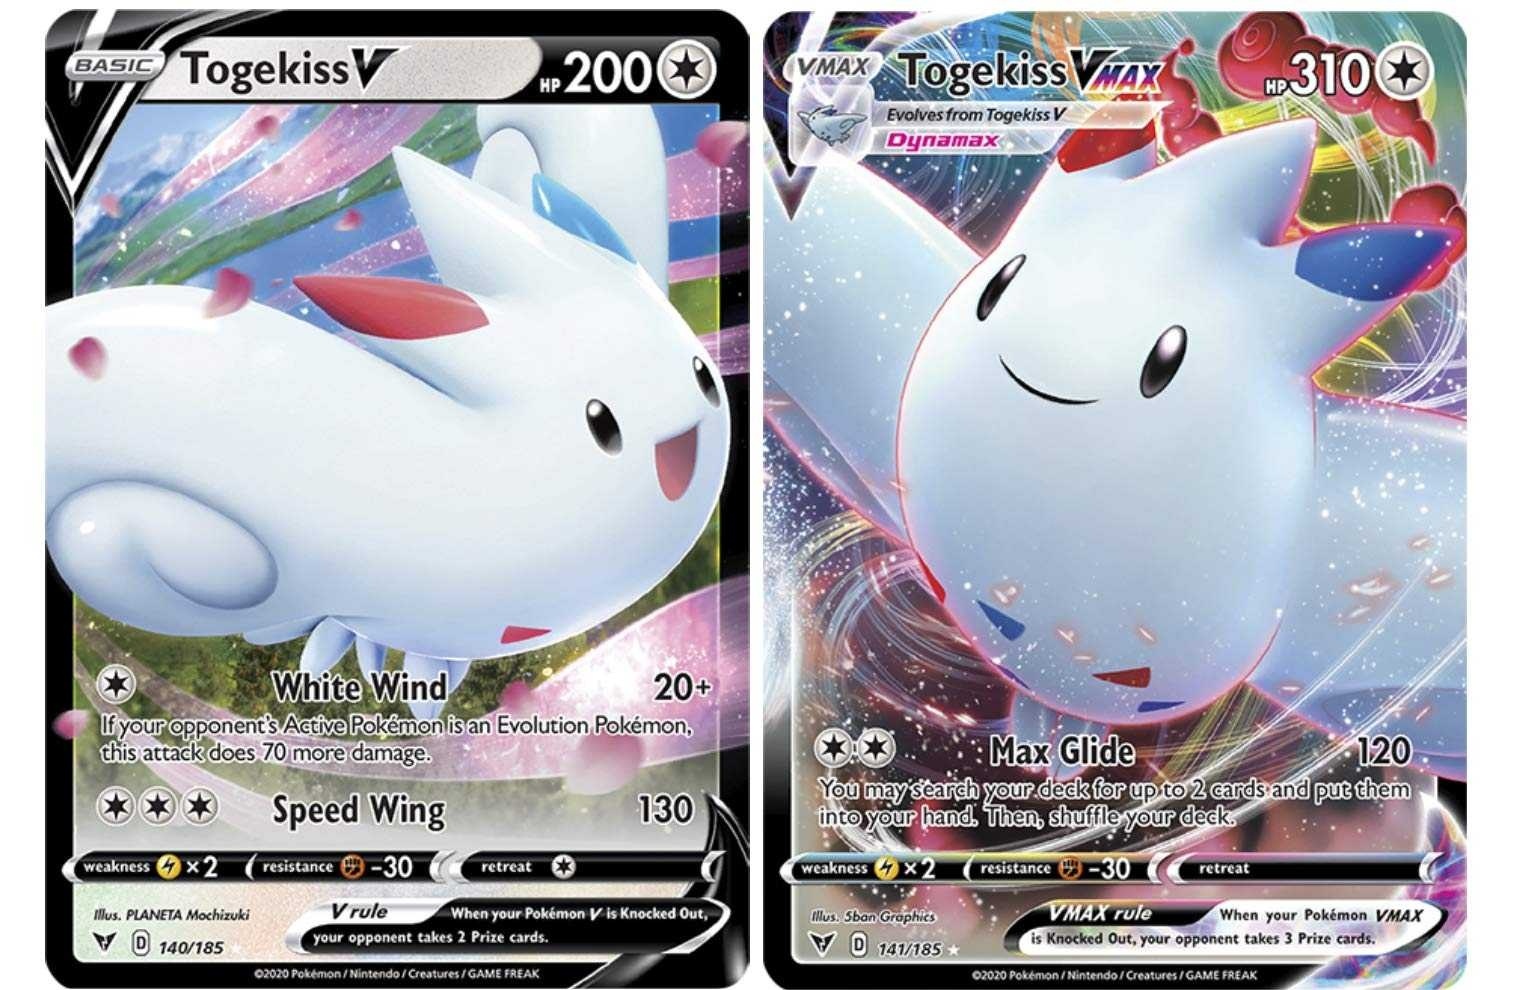 BASIC Togekiss V HP 200
White Wind 20+
If your opponent's Active Pokémon is an Evolution Pokémon,
this attack does 70 more damage.
Speed Wing 130
weakness ×2 resistance -30 retreat
Illus. PLANETA Mochizuki
V rule When your Pokémon V is Knocked Out,
your opponent takes 2 Prize cards.
D 140/185
©2020 Pokémon / Nintendo / Creatures / GAME FREAK
VMAX Togekiss VMAX HP 310
Evolves from Togekiss V
Dynamax
Max Glide 120
You may search your deck for up to 2 cards and put them
into your hand. Then, shuffle your deck.
weakness ×2 resistance -30 retreat
Illus. 5ban Graphics
VMAX rule When your Pokémon VMAX
is Knocked Out, your opponent takes 3 Prize cards.
D 141/185
©2020 Pokémon / Nintendo / Creatures / GAME FREAK